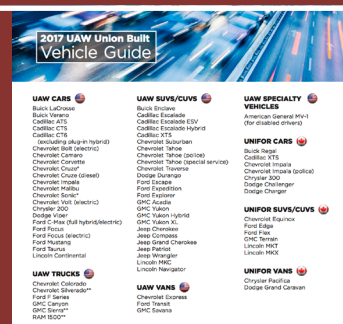 2017 UAW Union Built
Vehicle Guide
UAW CARS
Buick LaCrosse
Buick Verano
Cadillac ATS
Cadillac CTS
Cadillac CT6
(excluding plug-in hybrid)
Chevrolet Bolt (electric)
Chevrolet Camaro
Chevrolet Corvette
Chevrolet Cruze*
Chevrolet Cruze (diesel)
Chevrolet Impala
Chevrolet Malibu
Chevrolet Sonic*
Chevrolet Volt (electric)
Chrysler 200
Dodge Viper
Ford C-Max (full hybrid/electric)
Ford Focus
Ford Focus (electric)
Ford Mustang
Ford Taurus
Lincoln Continental
UAW TRUCKS
Chevrolet Colorado
Chevrolet Silverado**
Ford F Series
GMC Canyon
GMC Sierra**
RAM 1500**
UAW SUVS/CUVS
Buick Enclave
Cadillac Escalade
Cadillac Escalade ESV
Cadillac Escalade Hybrid
Cadillac XT5
Chevrolet Suburban
Chevrolet Tahoe
Chevrolet Tahoe (police)
Chevrolet Tahoe (special service)
Chevrolet Traverse
Dodge Durango
Ford Escape
Ford Expedition
Ford Explorer
GMC Acadia
GMC Yukon
GMC Yukon Hybrid
GMC Yukon XL
Jeep Cherokee
Jeep Compass
Jeep Grand Cherokee
Jeep Patriot
Jeep Wrangler
Lincoln MKC
Lincoln Navigator
UAW VANS
Chevrolet Express
Ford Transit
GMC Savana
UAW SPECIALTY
VEHICLES
American General MV-1
(for disabled drivers)
UNIFOR CARS
Buick Regal
Cadillac XTS
Chevrolet Impala
Chevrolet Impala (police)
Chrysler 300
Dodge Challenger
Dodge Charger
UNIFOR SUVS/CUVS
Chevrolet Equinox
Ford Edge
Ford Flex
GMC Terrain
Lincoln MKT
Lincoln MKX
UNIFOR VANS
Chrysler Pacifica
Dodge Grand Caravan